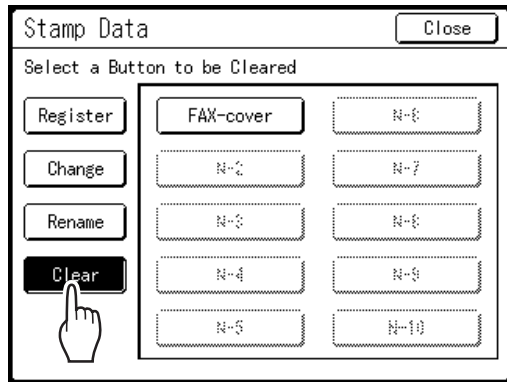 Stamp Data
Close
Select a Button to be Cleared
Register
Change
Rename
Clear
FAX-cover
N-2
N-3
N-4
N-5
N-6
N-7
N-8
N-9
N-10